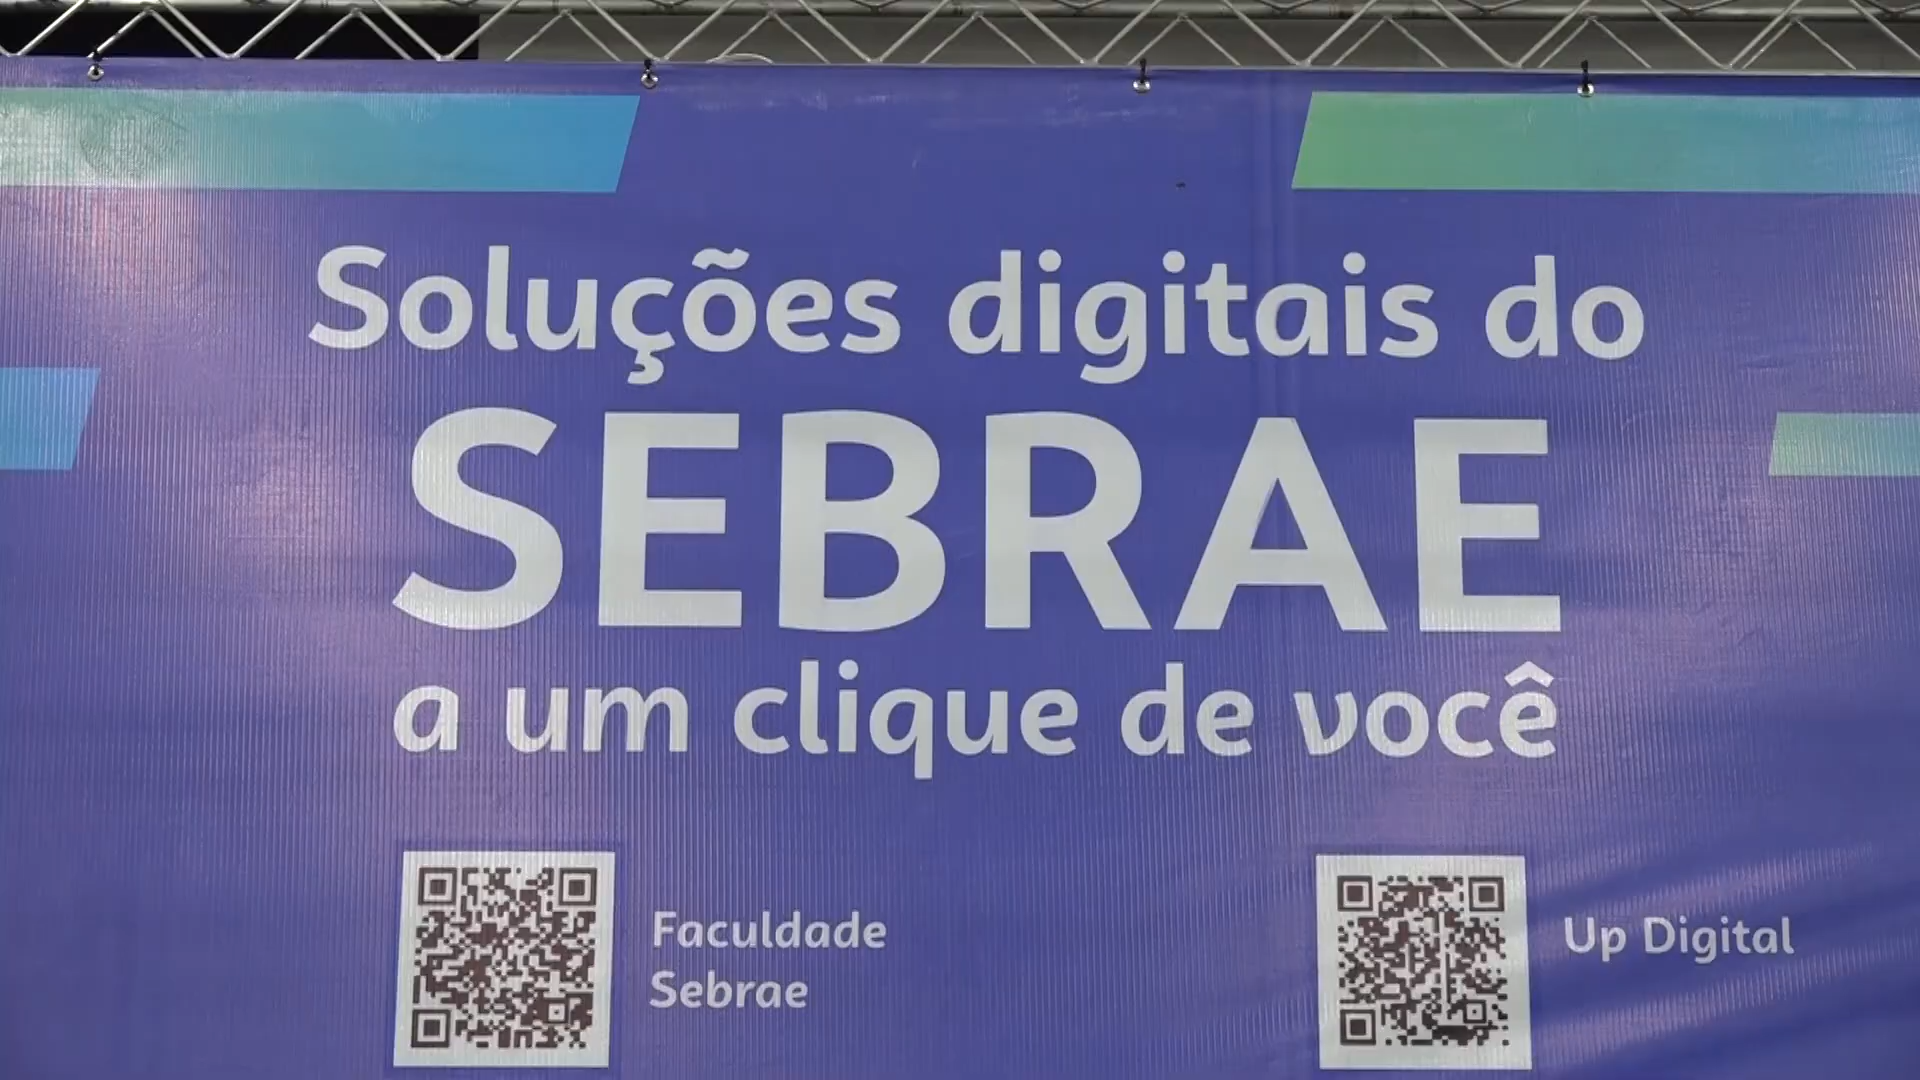 Soluções digitais do
SEBRAE
a um clique de você
Faculdade
Sebrae
Up Digital